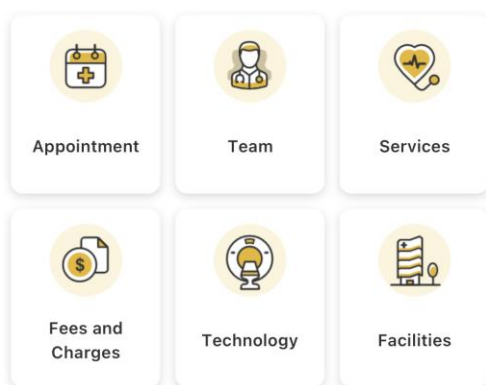 Appointment
Team
Services
$
Fees and
Charges
Technology
Facilities